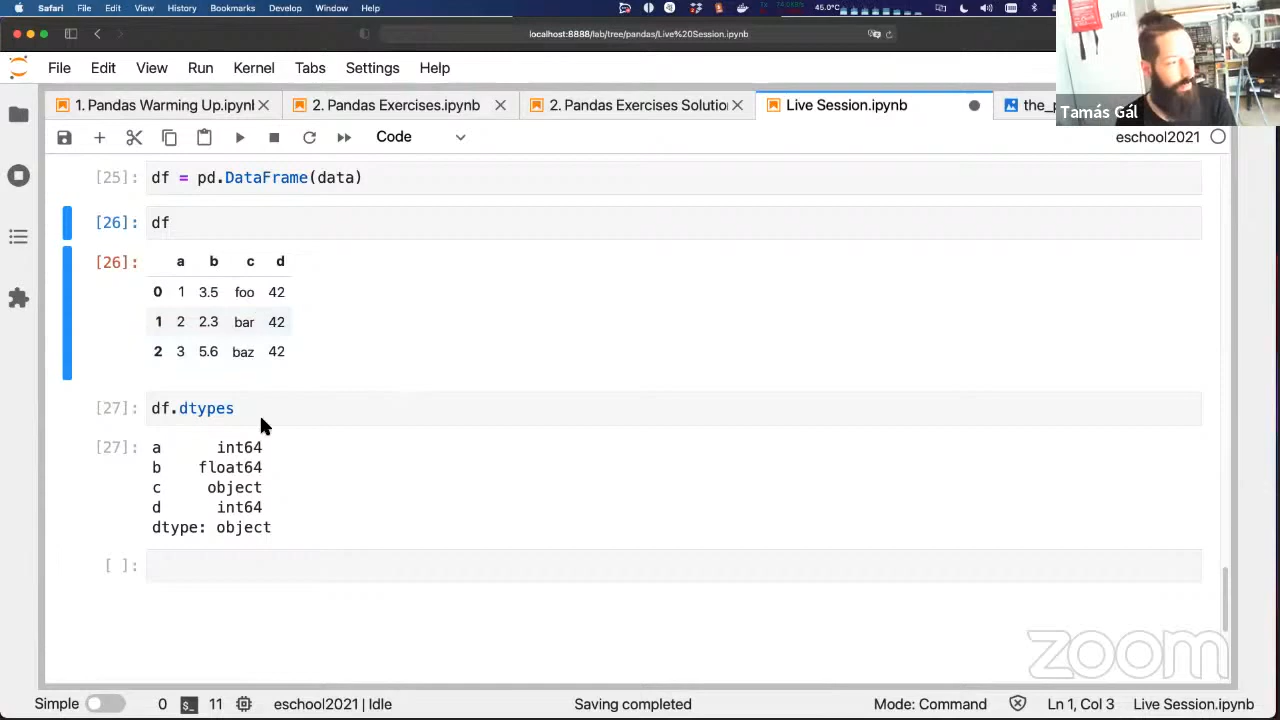 Safari File Edit View History Bookmarks Develop Window Help
45.0°C
localhost:8888/lab/tree/pandas/Live%20Session.ipynb
File Edit View Run Kernel Tabs Settings Help
1. Pandas Warming Up.ipynl
2. Pandas Exercises.ipynb
2. Pandas Exercises Solutio
Live Session.ipynb
the_p
Tamás Gál
Code
eschool2021
[25]: df = pd.DataFrame(data)
[26]: df
[26]: a b c d
0 1 3.5 foo 42
1 2 2.3 bar 42
2 3 5.6 baz 42
[27]: df.dtypes
[27]: a int64
b float64
c object
d int64
dtype: object
[ ]:
zoom
Simple 0 $_ 11 eschool2021 | Idle Saving completed Mode: Command Ln 1, Col 3 Live Session.ipynb